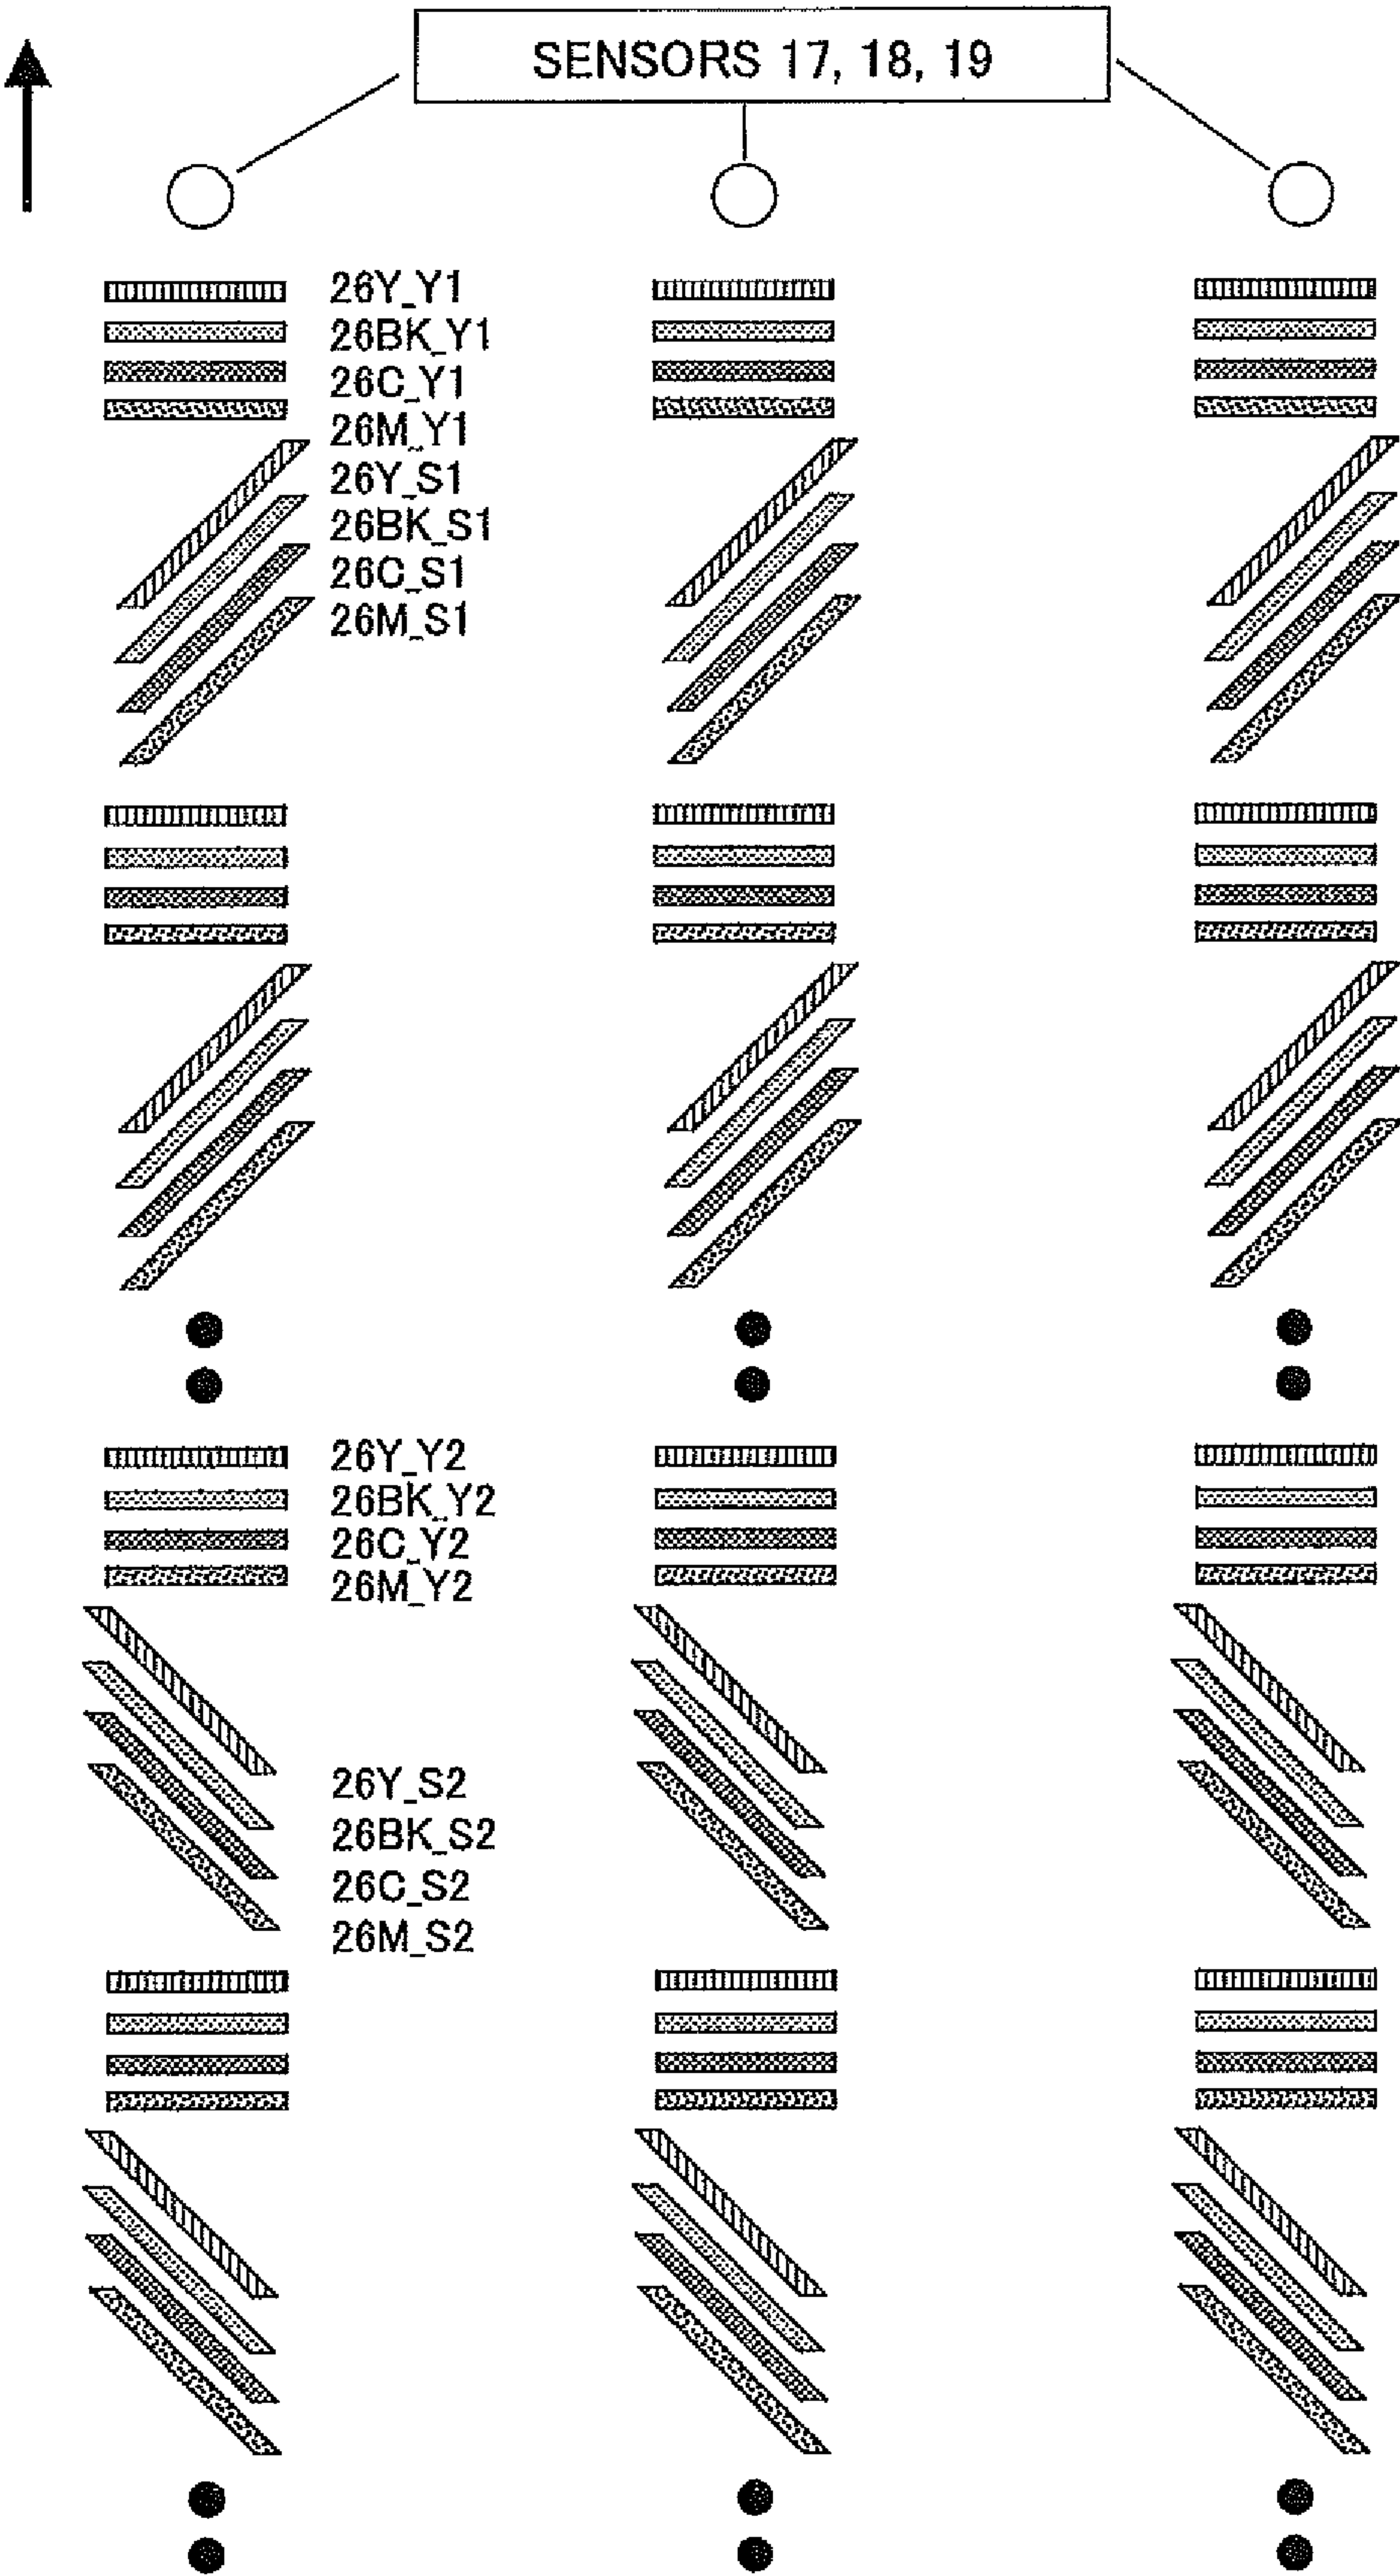 SENSORS 17, 18, 19
26Y_Y1
26BK_Y1
26C_Y1
26M_Y1
26Y_S1
26BK_S1
26C_S1
26M_S1
26Y_Y2
26BK_Y2
26C_Y2
26M_Y2
26Y_S2
26BK_S2
26C_S2
26M_S2